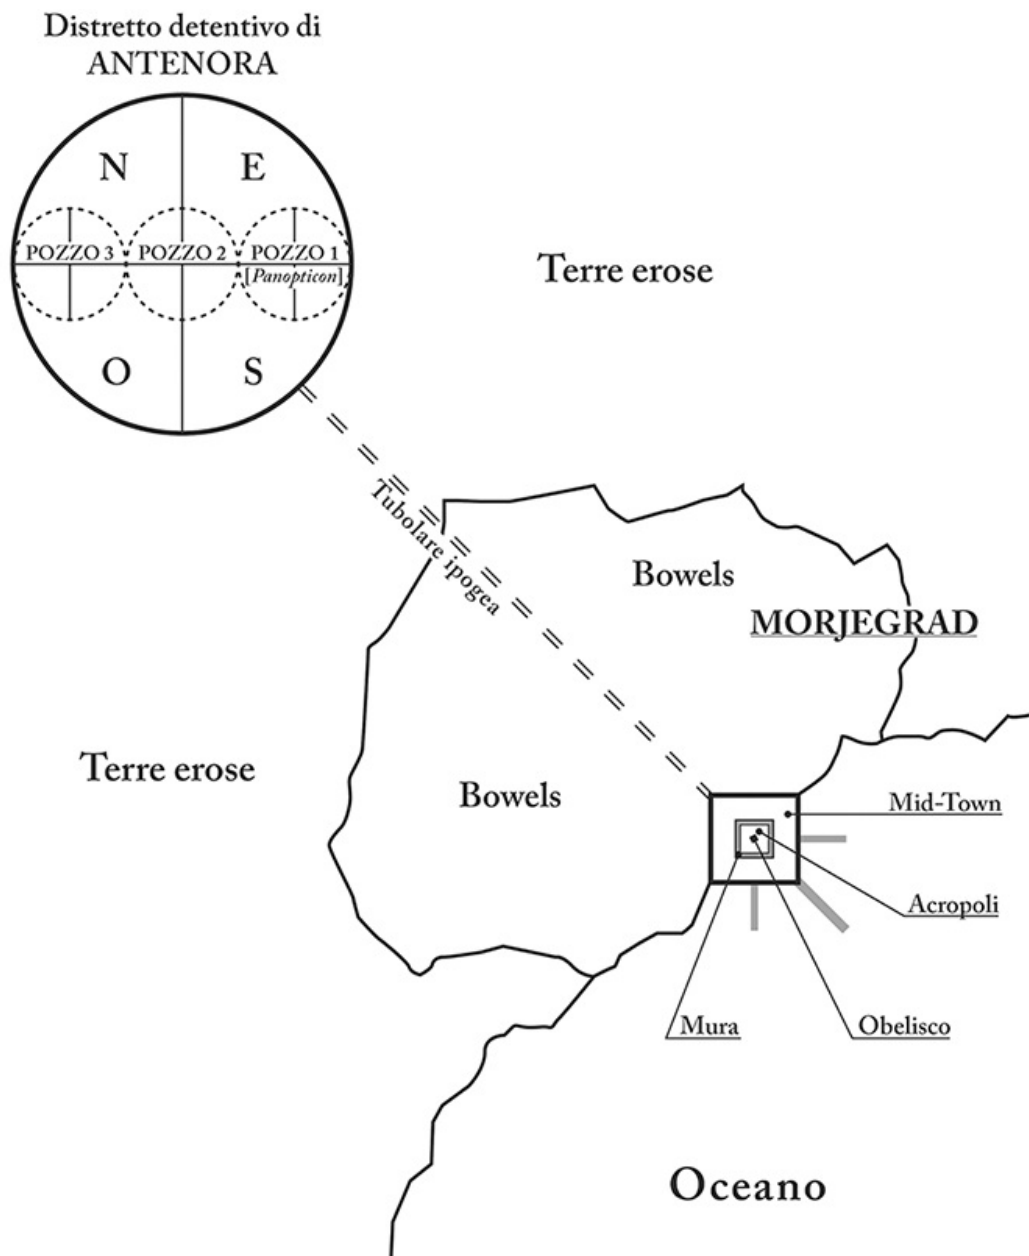 Distretto detentivo di
ANTENORA
N
E
POZZO 3
POZZO 2
POZZO 1
[Panopticon]
O
S
Terre erose
Tubolare ipogea
Bowels
MORJEGRAD
Terre erose
Bowels
Mid-Town
Acropoli
Mura
Obelisco
Oceano